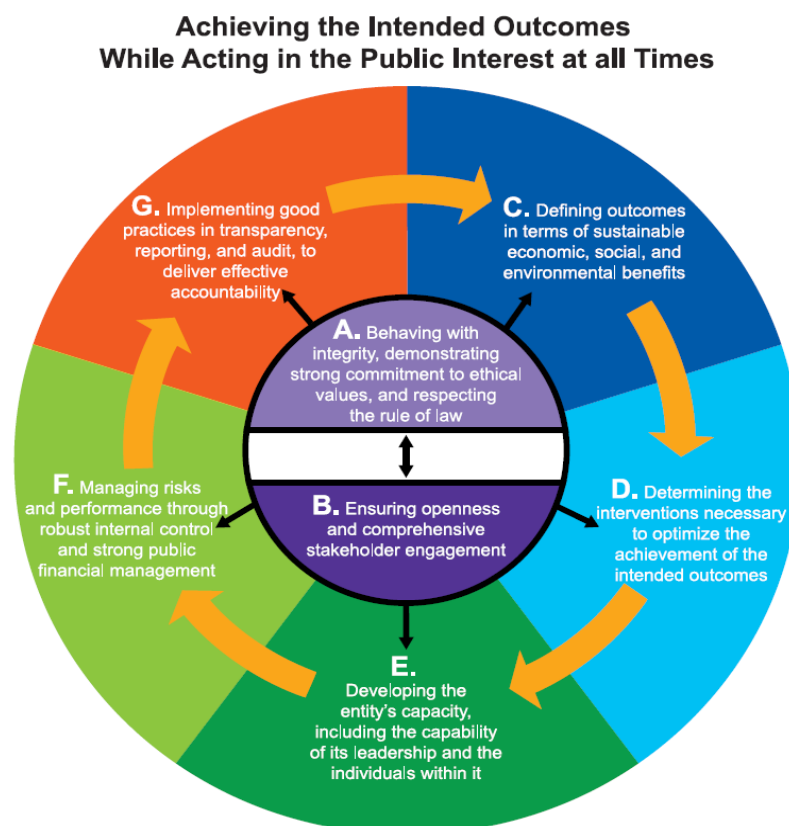 Achieving the Intended Outcomes
While Acting in the Public Interest at all Times
A. Behaving with
integrity, demonstrating
strong commitment to ethical
values, and respecting
the rule of law
B. Ensuring openness
and comprehensive
stakeholder engagement
C. Defining outcomes
in terms of sustainable
economic, social, and
environmental benefits
D. Determining the
interventions necessary
to optimize the
achievement of the
intended outcomes
E.
Developing the
entity's capacity,
including the capability
of its leadership and the
individuals within it
F. Managing risks
and performance through
robust internal control
and strong public
financial management
G. Implementing good
practices in transparency,
reporting, and audit, to
deliver effective
accountability